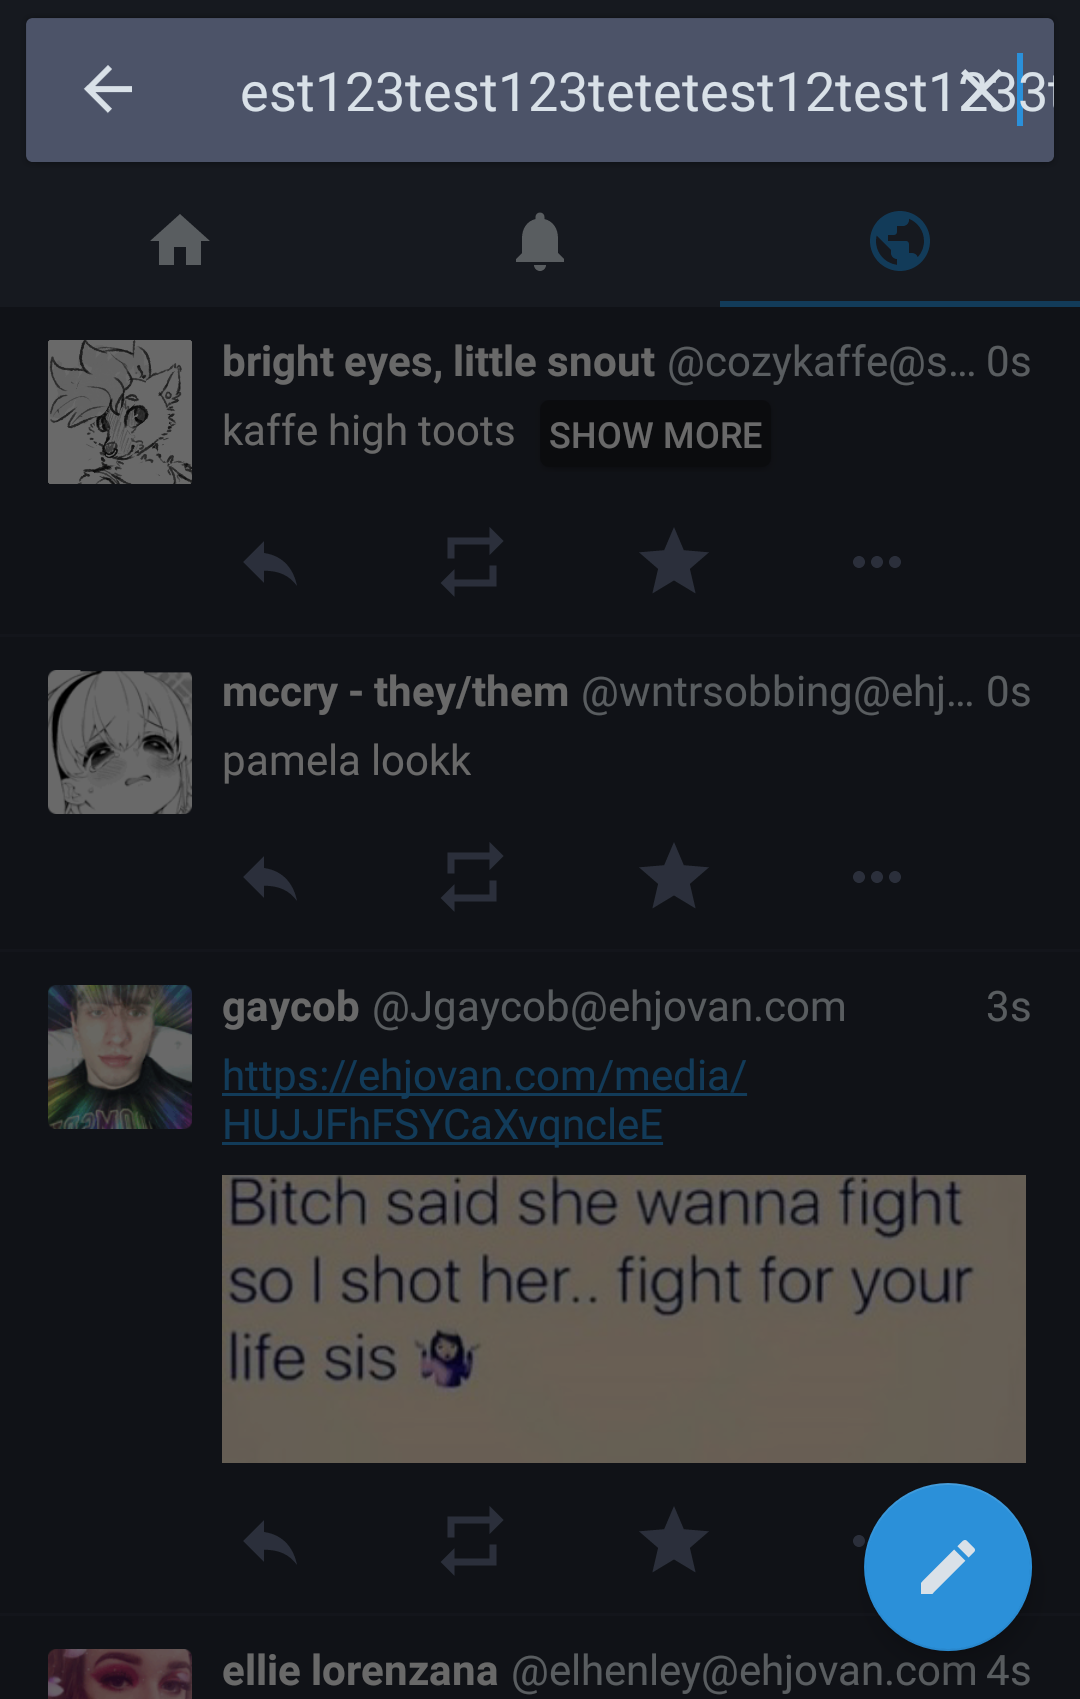 est123test123tetetest12test1233t
bright eyes, little snout @cozykaffe@s... 0s
kaffe high toots SHOW MORE
mccry - they/them @wntrsobbing@ehj... 0s
pamela lookk
gaycob @Jgaycob@ehjovan.com 3s
https://ehjovan.com/media/
HUJJFhFSYCaXvqncleE
Bitch said she wanna fight
so I shot her.. fight for your
life sis 🤷🏻‍♀️
ellie lorenzana @elhenley@ehjovan.com 4s